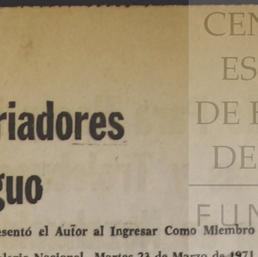 CEN
ES
DE
DE
FUN
riadores
guo
esentó el Autor al Ingresar Como Miembro
Nacional, Martes 23 de Marzo de 1971